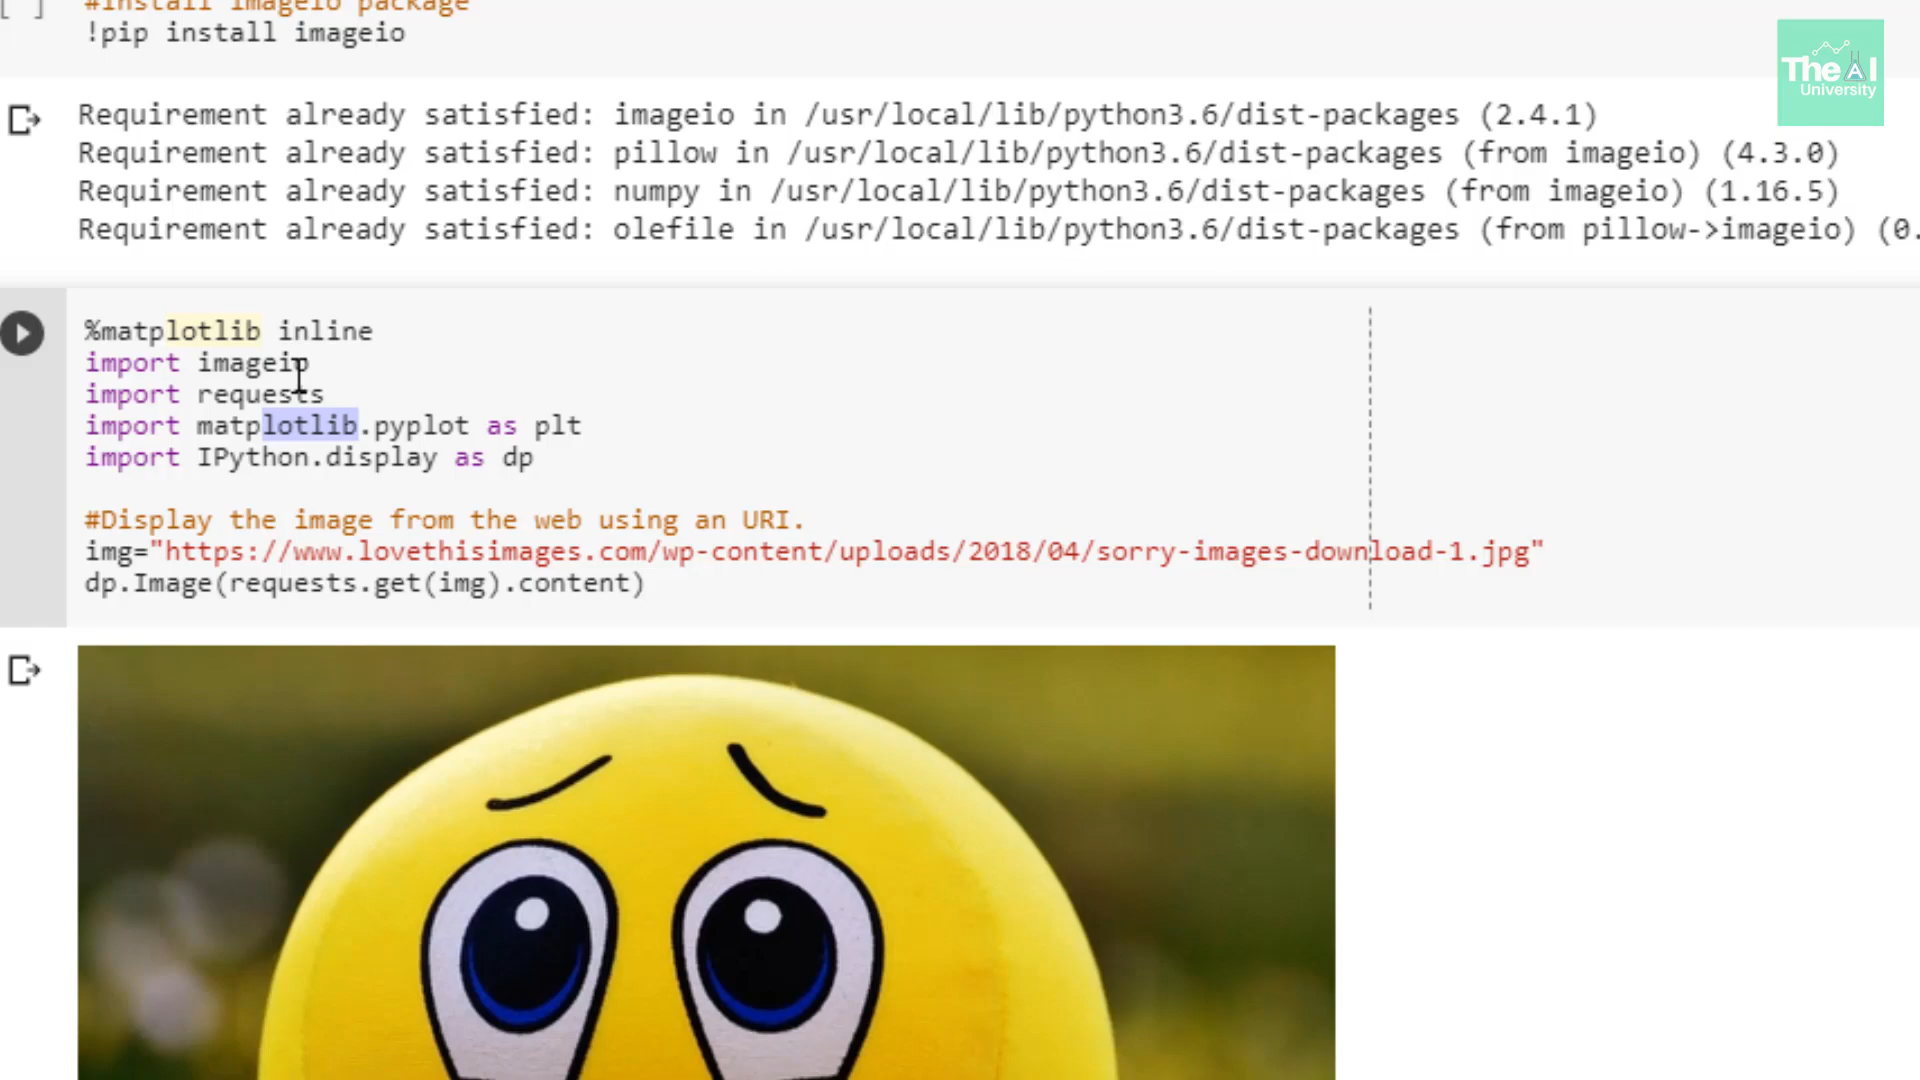 #Install imageio package
!pip install imageio
The AI
University
Requirement already satisfied: imageio in /usr/local/lib/python3.6/dist-packages (2.4.1)
Requirement already satisfied: pillow in /usr/local/lib/python3.6/dist-packages (from imageio) (4.3.0)
Requirement already satisfied: numpy in /usr/local/lib/python3.6/dist-packages (from imageio) (1.16.5)
Requirement already satisfied: olefile in /usr/local/lib/python3.6/dist-packages (from pillow->imageio) (0.
%matplotlib inline
import imageio
import requests
import matplotlib.pyplot as plt
import IPython.display as dp
#Display the image from the web using an URI.
img="https://www.lovethisimages.com/wp-content/uploads/2018/04/sorry-images-download-1.jpg"
dp.Image(requests.get(img).content)